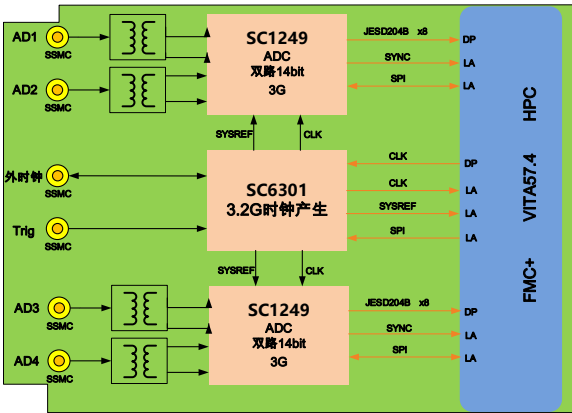 AD1
SSMC
AD2
SSMC
外时钟
SSMC
Trig
SSMC
AD3
SSMC
AD4
SSMC
SC1249
ADC
双路14bit
3G
SYSREF
CLK
SC6301
3.2G时钟产生
SYSREF
CLK
SC1249
ADC
双路14bit
3G
JESD204B x8
SYNC
SPI
CLK
CLK
SYSREF
SPI
JESD204B x8
SYNC
SPI
DP
LA
LA
DP
LA
LA
LA
DP
LA
LA
FMC+ VITA57.4 HPC